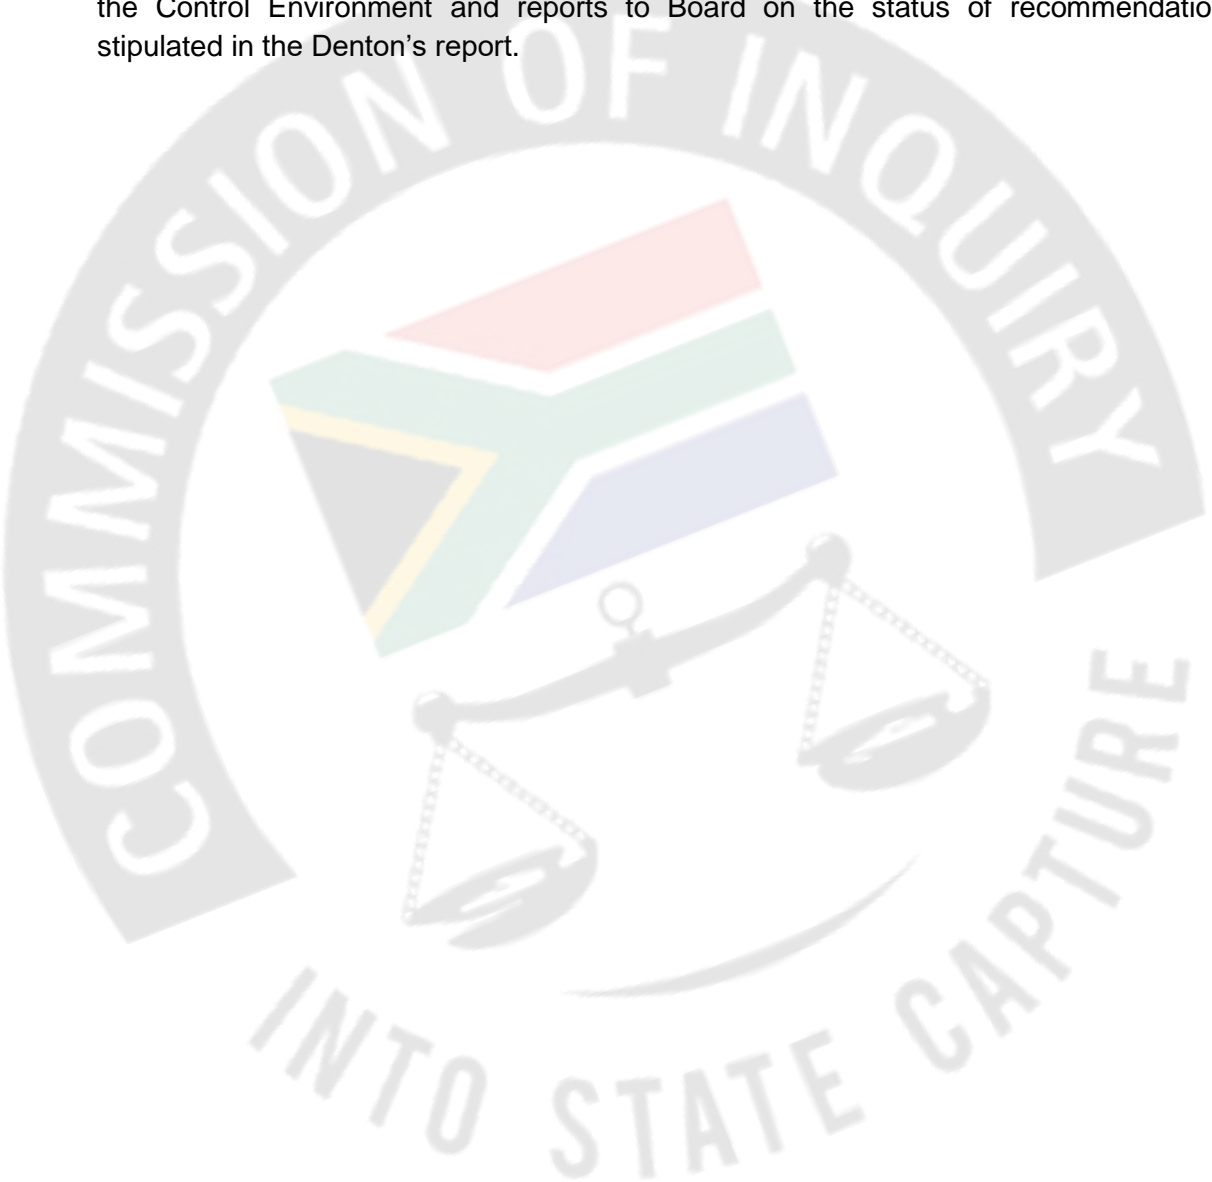 the Control Environment and reports to Board on the status of recommendatio
stipulated in the Denton’s report.
COMMISSION OF INQUIRY
INTO STATE CAPTURE